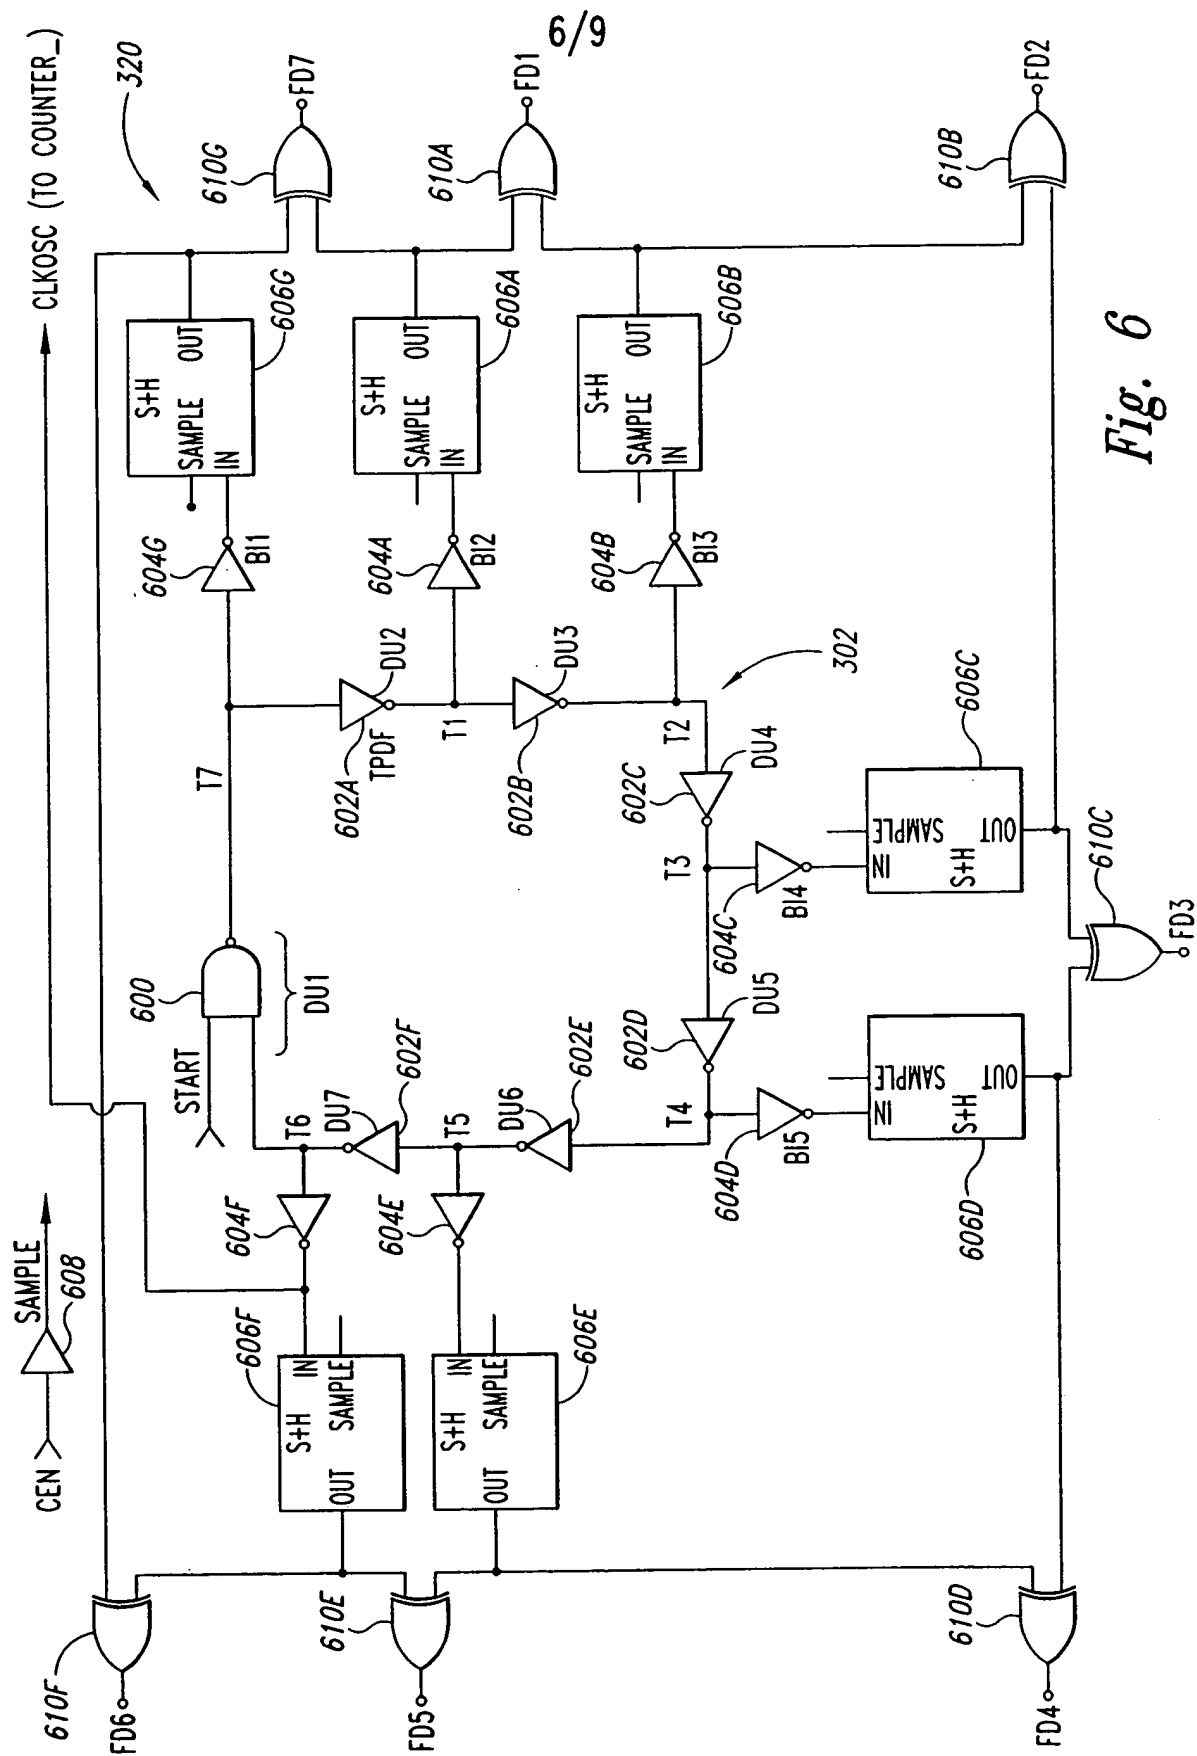 6/9
CLKOSC (TO COUNTER_)
320
CEN
SAMPLE
608
610G
FD7
606G
S+H
SAMPLE
OUT
IN
604G
BI1
T7
600
START
DU1
610F
FD6
606F
S+H
IN
SAMPLE
OUT
604F
T6
DU7
602F
610A
FD1
606A
S+H
SAMPLE
OUT
IN
604A
BI2
DU2
602A
TPDF
T1
610E
FD5
606E
S+H
IN
SAMPLE
OUT
604E
T5
DU6
602E
606B
S+H
SAMPLE
OUT
IN
604B
BI3
DU3
602B
T2
302
602C
DU4
T3
604C
BI4
606C
IN
SAMPLE
S+H
OUT
602D
DU5
T4
604D
BI5
606D
IN
SAMPLE
S+H
OUT
610B
FD2
610C
FD3
610D
FD4
Fig. 6